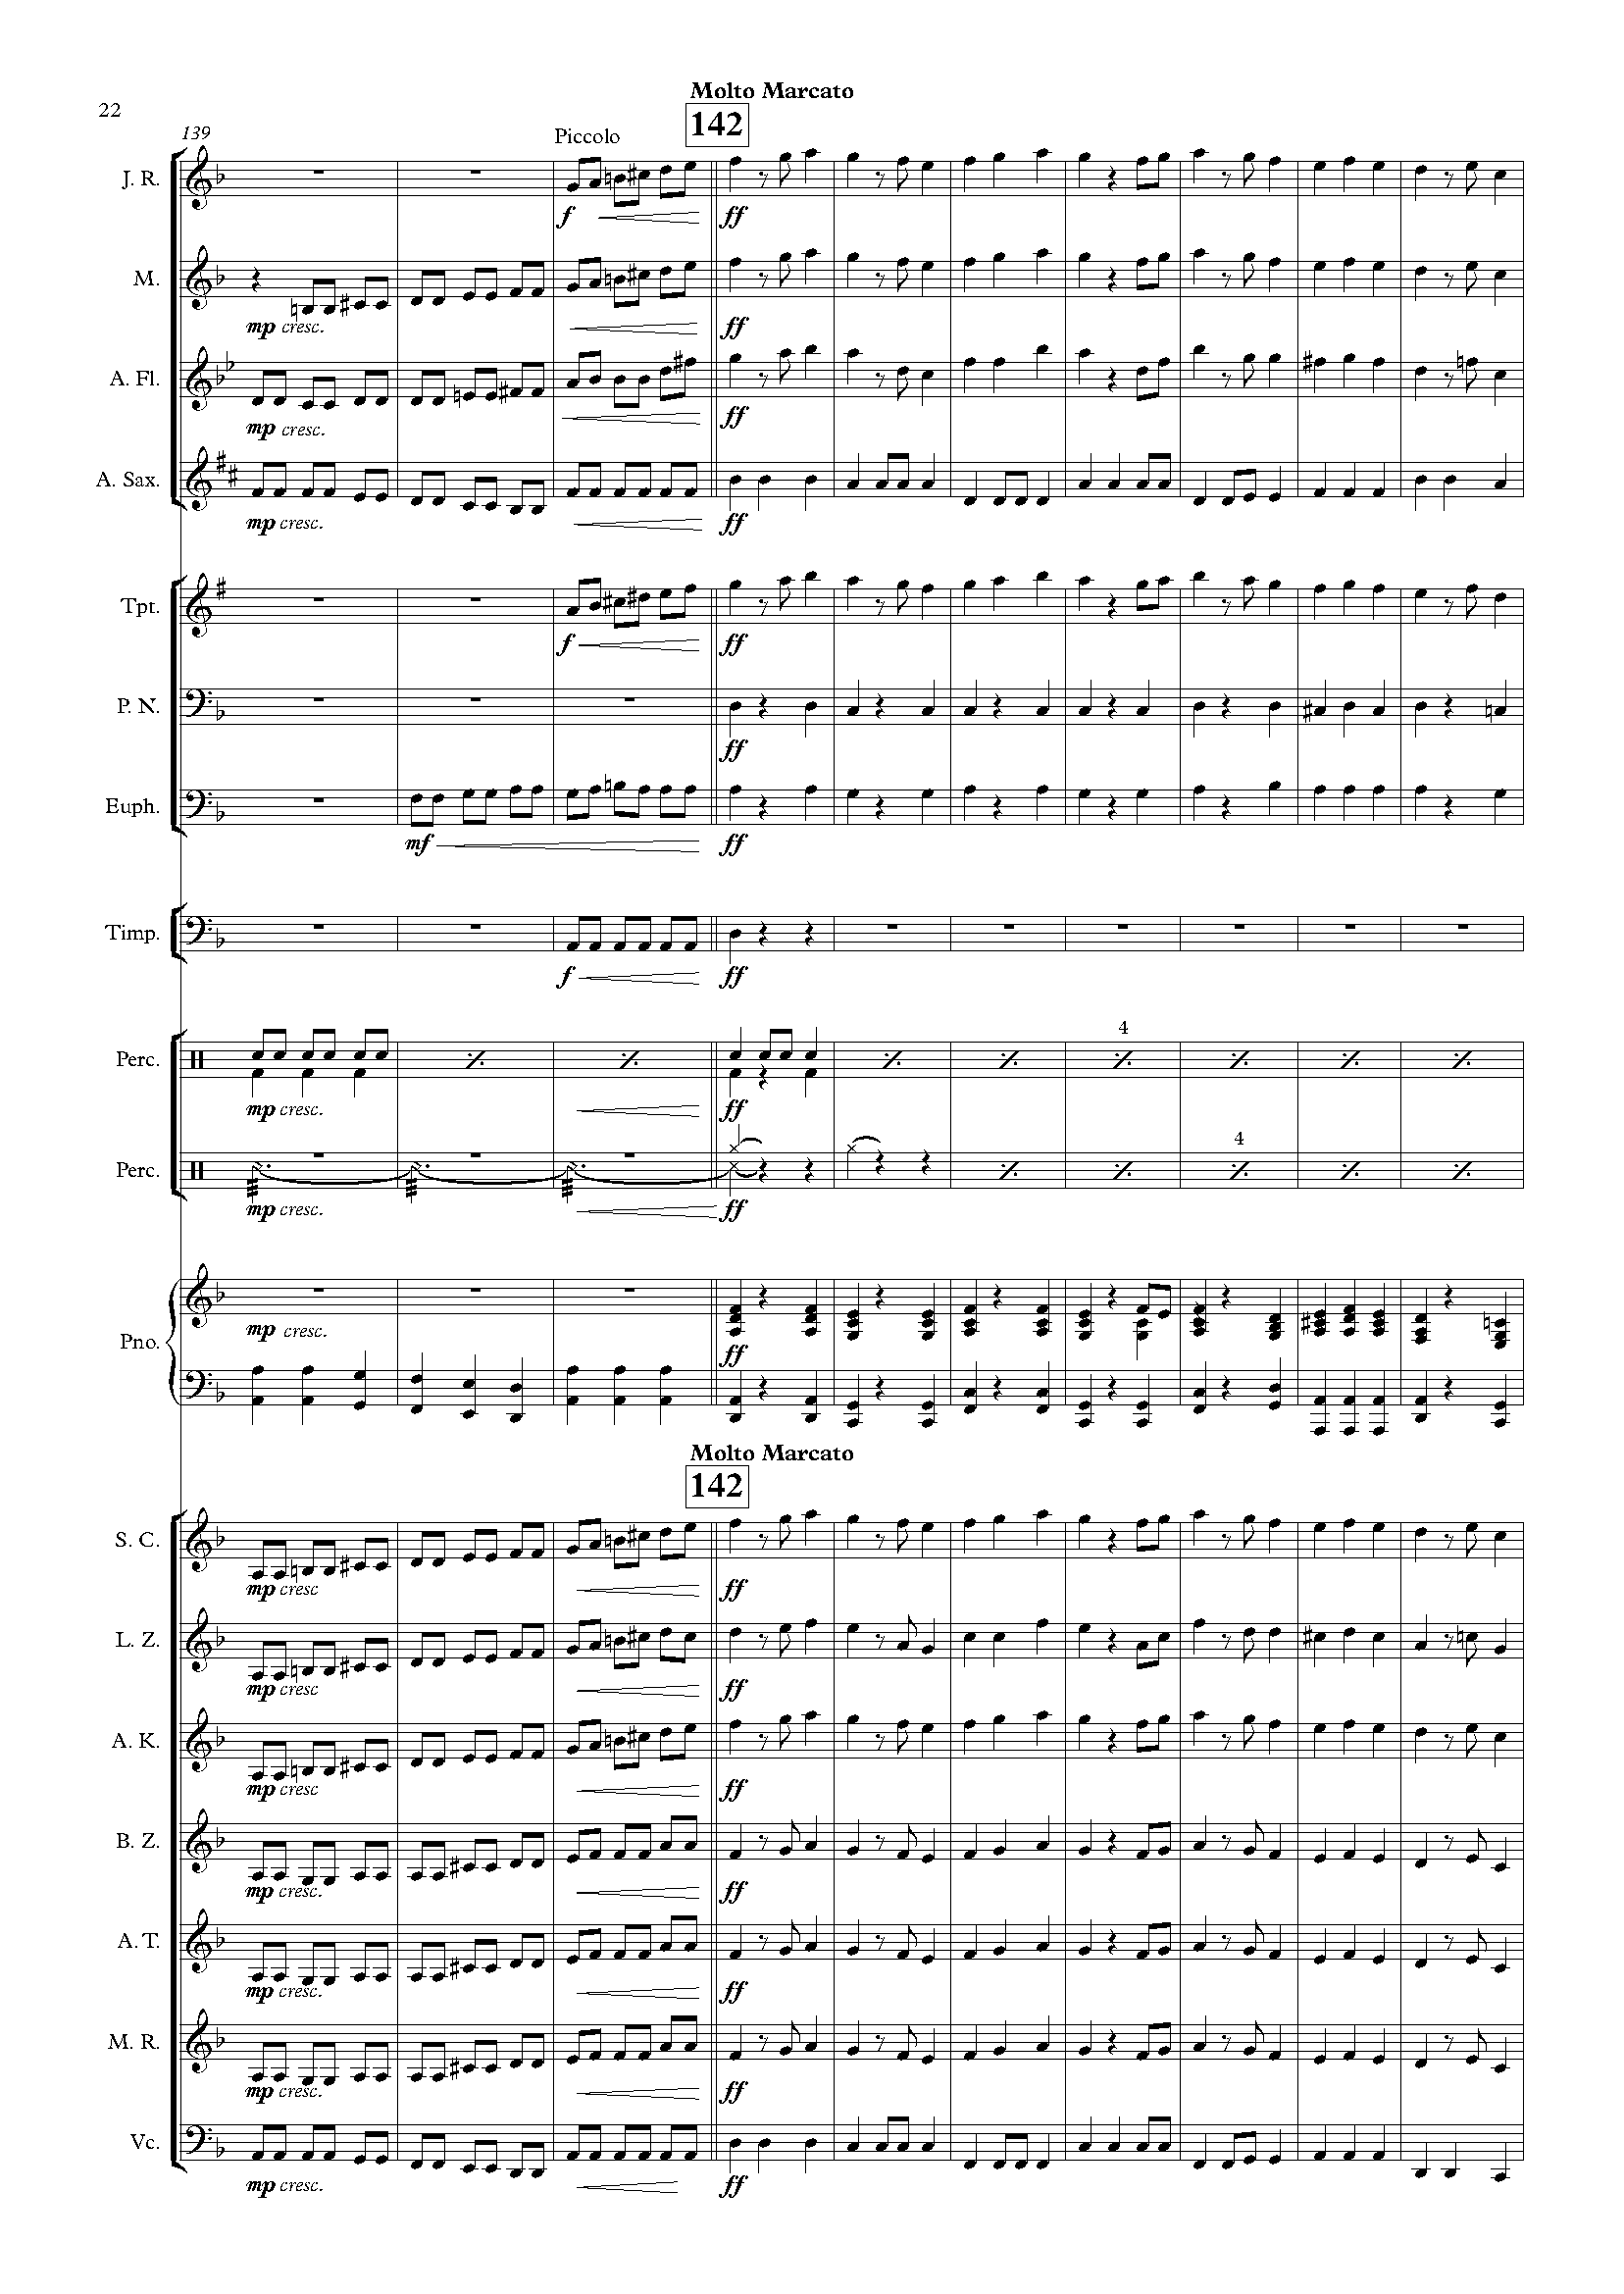 Molto Marcato
22
142
139
Piccolo
J. R.
f
ff
M.
mp cresc.
ff
A. Fl.
mp cresc.
ff
A. Sax.
mp cresc.
ff
Tpt.
f
ff
P. N.
ff
Euph.
mf
ff
Timp.
f
ff
4
Perc.
mp cresc.
ff
4
Perc.
mp cresc.
ff
mp cresc.
Pno.
ff
Molto Marcato
142
S. C.
mp cresc
ff
L. Z.
mp cresc
ff
A. K.
mp cresc
ff
B. Z.
mp cresc.
ff
A. T.
mp cresc.
ff
M. R.
mp cresc.
ff
Vc.
mp cresc.
ff